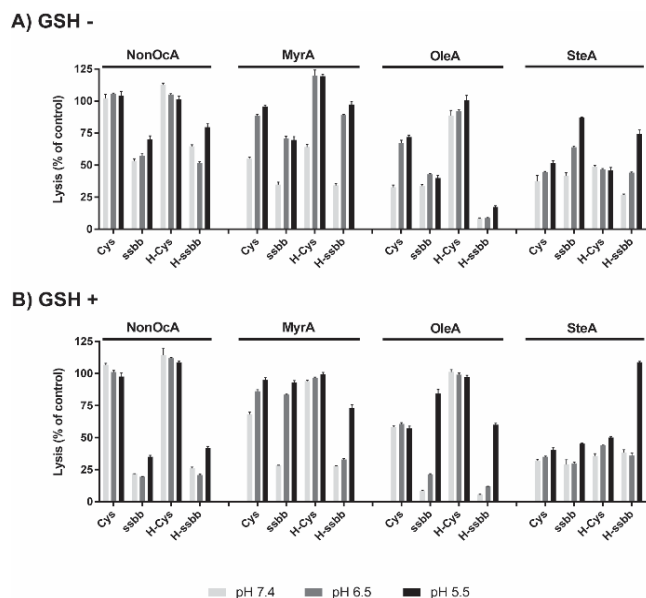 A) GSH -
NonOcA MyrA OleA SteA
125
100
75
50
25
0
Lysis (% of control)
Cys ssbb H-Cys H-ssbb Cys ssbb H-Cys H-ssbb Cys ssbb H-Cys H-ssbb Cys ssbb H-Cys H-ssbb
B) GSH +
NonOcA MyrA OleA SteA
125
100
75
50
25
0
Lysis (% of control)
Cys ssbb H-Cys H-ssbb Cys ssbb H-Cys H-ssbb Cys ssbb H-Cys H-ssbb Cys ssbb H-Cys H-ssbb
pH 7.4 pH 6.5 pH 5.5